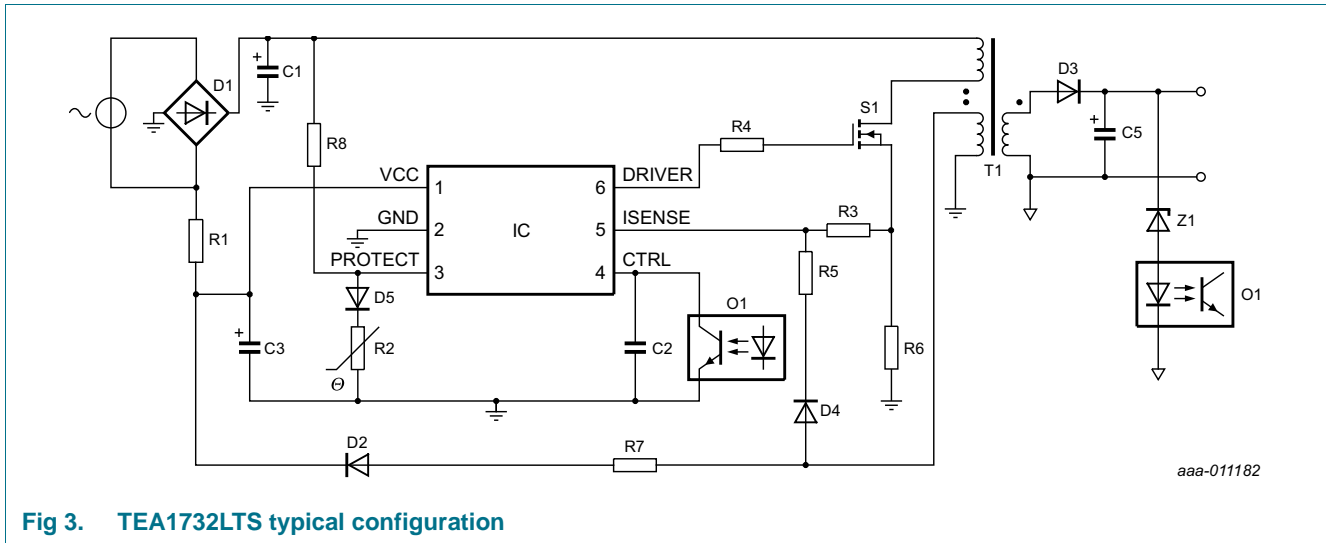 D1
+
C1
R8
R1
VCC
1
GND
2
PROTECT
3
IC
6
DRIVER
5
ISENSE
4
CTRL
R4
S1
R3
R5
R6
T1
D3
+
C5
Z1
O1
D5
R2
Θ
+
C3
C2
O1
D4
D2
R7
aaa-011182
Fig 3. TEA1732LTS typical configuration